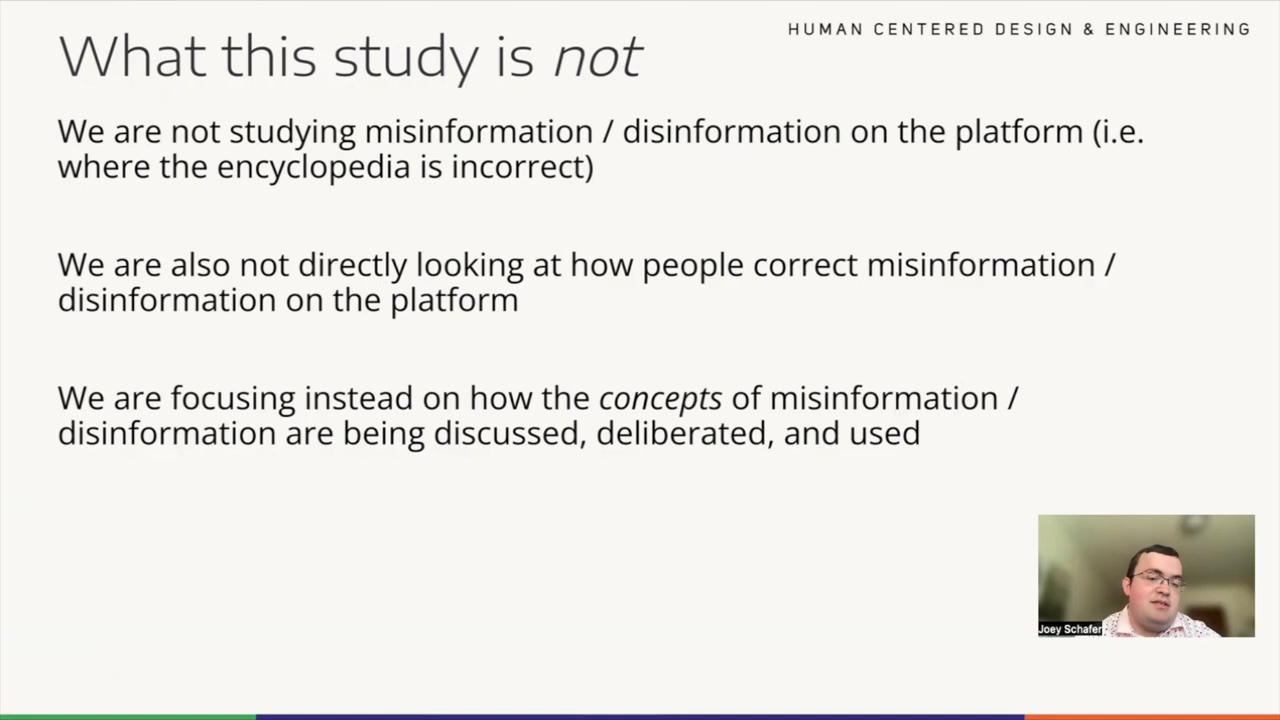 HUMAN CENTERED DESIGN & ENGINEERING
What this study is not
We are not studying misinformation / disinformation on the platform (i.e.
where the encyclopedia is incorrect)
We are also not directly looking at how people correct misinformation /
disinformation on the platform
We are focusing instead on how the concepts of misinformation /
disinformation are being discussed, deliberated, and used
Joey Schafer